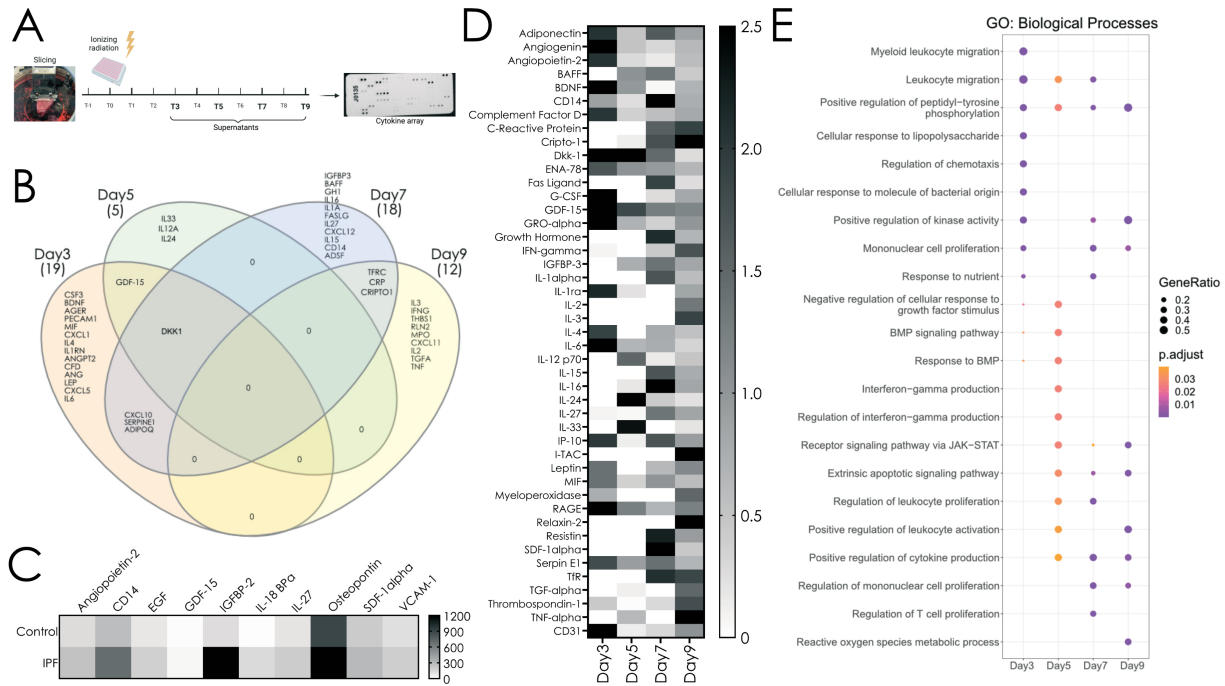 A
Ionizing
radiation
Slicing
T-1
T0
T1
T2
T3
T4
T5
T6
T7
T8
T9
Supernatants
J0135
Cytokine array
B
Day5
(5)
Day7
(18)
Day3
(19)
Day9
(12)
IL33
IL12A
IL24
IGFBP3
BAFF
GH1
IL16
IL1A
FASLG
IL27
CXCL12
IL15
CD14
ADSF
GDF-15
0
TFRC
CRP
CRIPTO1
CSF3
BDNF
AGER
PECAM1
MIF
CXCL1
IL4
IL1RN
ANGPT2
CFD
ANG
LEP
CXCL5
IL6
DKK1
0
IL3
IFNG
THBS1
RLN2
MPO
CXCL11
IL2
TGFA
TNF
0
CXCL10
SERPINE1
ADIPOQ
0
0
0
0
C
Angiopoietin-2
CD14
EGF
GDF-15
IGFBP-2
IL-18 BPa
IL-27
Osteopontin
SDF-1alpha
VCAM-1
Control
IPF
1200
900
600
300
0
D
Adiponectin
Angiogenin
Angiopoietin-2
BAFF
BDNF
CD14
Complement Factor D
C-Reactive Protein
Cripto-1
Dkk-1
ENA-78
Fas Ligand
G-CSF
GDF-15
GRO-alpha
Growth Hormone
IFN-gamma
IGFBP-3
IL-1alpha
IL-1ra
IL-2
IL-3
IL-4
IL-6
IL-12 p70
IL-15
IL-16
IL-24
IL-27
IL-33
IP-10
I-TAC
Leptin
MIF
Myeloperoxidase
RAGE
Relaxin-2
Resistin
SDF-1alpha
Serpin E1
TfR
TGF-alpha
Thrombospondin-1
TNF-alpha
CD31
Day3
Day5
Day7
Day9
2.5
2.0
1.5
1.0
0.5
0
E
GO: Biological Processes
Myeloid leukocyte migration
Leukocyte migration
Positive regulation of peptidyl−tyrosine
phosphorylation
Cellular response to lipopolysaccharide
Regulation of chemotaxis
Cellular response to molecule of bacterial origin
Positive regulation of kinase activity
Mononuclear cell proliferation
Response to nutrient
Negative regulation of cellular response to
growth factor stimulus
BMP signaling pathway
Response to BMP
Interferon-gamma production
Regulation of interferon-gamma production
Receptor signaling pathway via JAK−STAT
Extrinsic apoptotic signaling pathway
Regulation of leukocyte proliferation
Positive regulation of leukocyte activation
Positive regulation of cytokine production
Regulation of mononuclear cell proliferation
Regulation of T cell proliferation
Reactive oxygen species metabolic process
Day3
Day5
Day7
Day9
GeneRatio
0.2
0.3
0.4
0.5
p.adjust
0.03
0.02
0.01